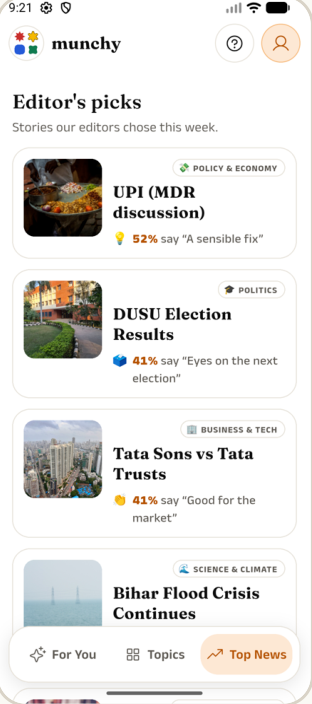 9:21
munchy
Editor's picks
Stories our editors chose this week.
POLICY & ECONOMY
UPI (MDR
discussion)
52% say “A sensible fix”
POLITICS
DUSU Election
Results
41% say “Eyes on the next
election”
BUSINESS & TECH
Tata Sons vs Tata
Trusts
41% say “Good for the
market”
SCIENCE & CLIMATE
Bihar Flood Crisis
Continues
For You
Topics
Top News